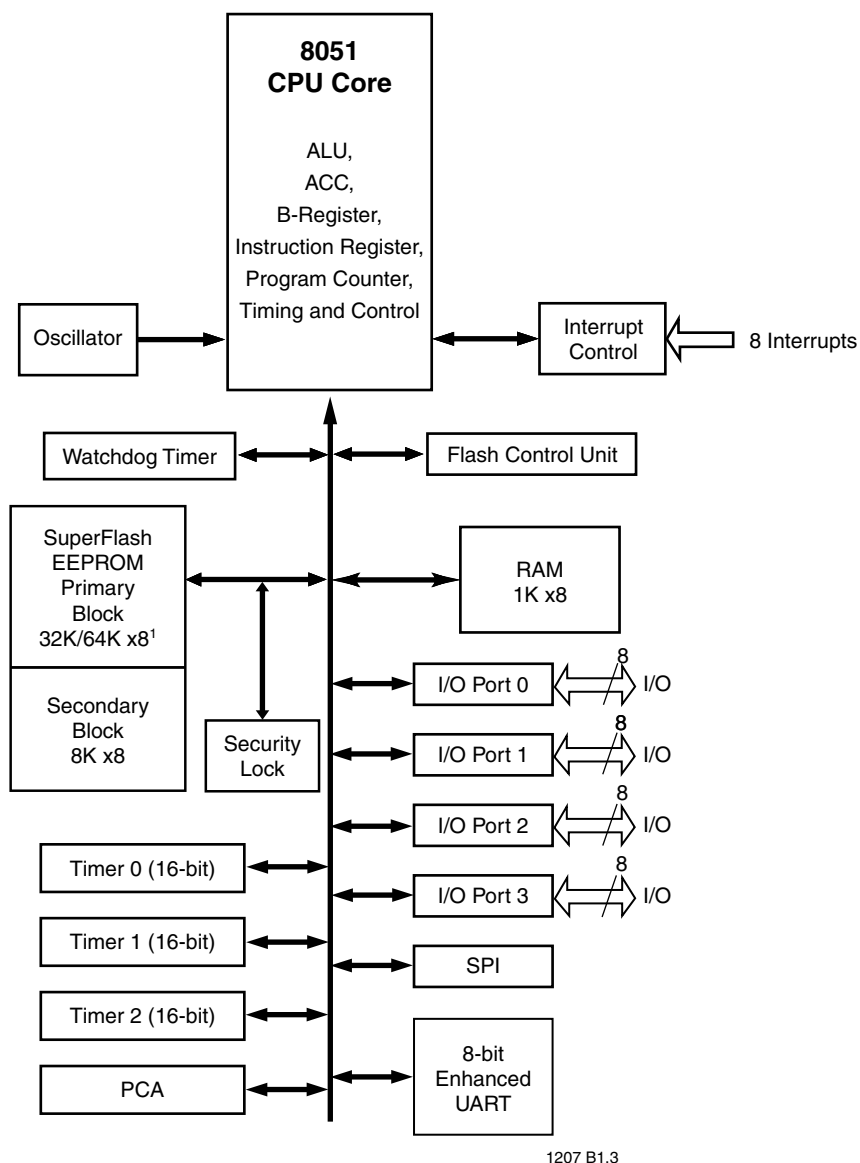 8051
CPU Core
ALU,
ACC,
B-Register,
Instruction Register,
Program Counter,
Timing and Control
Oscillator
Interrupt
Control
8 Interrupts
Watchdog Timer
Flash Control Unit
SuperFlash
EEPROM
Primary
Block
32K/64K x8¹
RAM
1K x8
Secondary
Block
8K x8
Security
Lock
I/O Port 0
8
I/O
I/O Port 1
8
I/O
I/O Port 2
8
I/O
I/O Port 3
8
I/O
Timer 0 (16-bit)
Timer 1 (16-bit)
SPI
Timer 2 (16-bit)
PCA
8-bit
Enhanced
UART
1207 B1.3